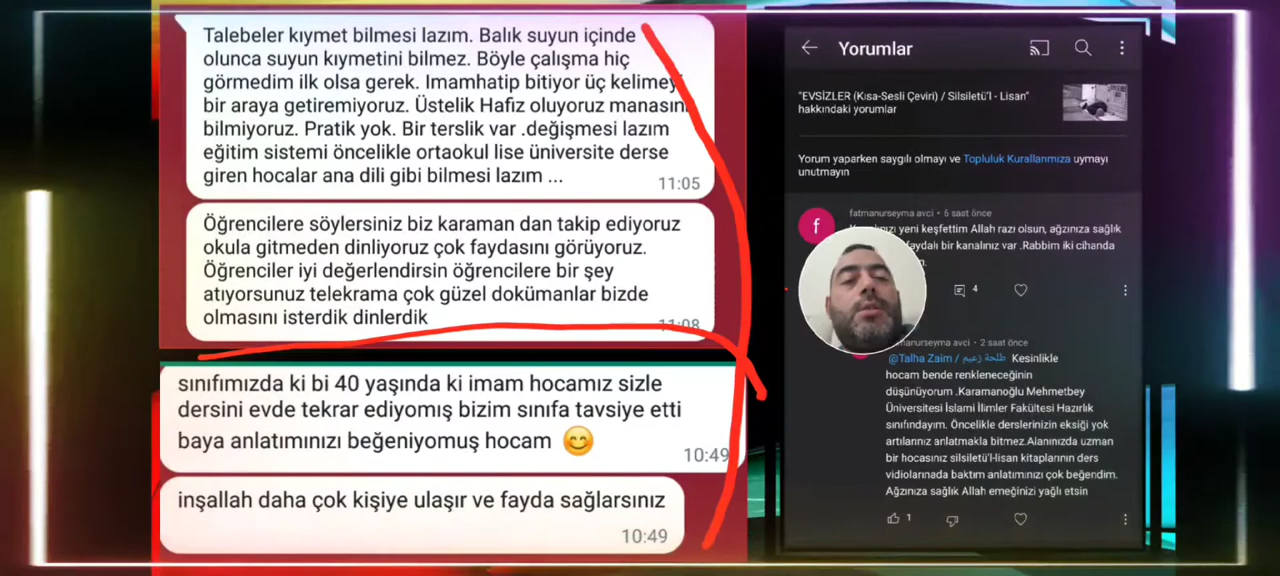 Talebeler kıymet bilmesi lazım. Balık suyun içinde
olunca suyun kıymetini bilmez. Böyle çalışma hiç
görmedim ilk olsa gerek. Imamhatip bitiyor üç kelimeyi
bir araya getiremiyoruz. Üstelik Hafiz oluyoruz manasını
bilmiyoruz. Pratik yok. Bir terslik var .değişmesi lazım
eğitim sistemi öncelikle ortaokul lise üniversite derse
giren hocalar ana dili gibi bilmesi lazım ...
11:05
Öğrencilere söylersiniz biz karaman dan takip ediyoruz
okula gitmeden dinliyoruz çok faydasını görüyoruz.
Öğrenciler iyi değerlendirsin öğrencilere bir şey
atıyorsunuz telekrama çok güzel dokümanlar bizde
olmasını isterdik dinlerdik
11:08
sınıfımızda ki bi 40 yaşında ki imam hocamız sizle
dersini evde tekrar ediyomış bizim sınıfa tavsiye etti
baya anlatımınızı beğeniyomuş hocam 😊
10:49
inşallah daha çok kişiye ulaşır ve fayda sağlarsınız
10:49
Yorumlar
"EVSİZLER (Kısa-Sesli Çeviri) / Silsiletü'l - Lisan"
hakkındaki yorumlar
Yorum yaparken saygılı olmayı ve Topluluk Kurallarımıza uymayı
unutmayın
f
fatmanurseyma avci • 6 saat önce
yeni keşfettim Allah razı olsun, ağzınıza sağlık
faydalı bir kanalınız var .Rabbim iki cihanda
4
avci • 2 saat önce
@Talha Zaim / طلحة زعيم Kesinlikle
hocam bende renkleneceğinin
düşünüyorum .Karamanoğlu Mehmetbey
Üniversitesi İslami İlimler Fakültesi Hazırlık
sınıfındayım. Öncelikle derslerinizin eksiği yok
artılarınız anlatmakla bitmez.Alanınızda uzman
bir hocasınız silsiletü'l-lisan kitaplarının ders
vidiolarınada baktım anlatımınızı çok beğendim.
Ağzınıza sağlık Allah emeğinizi yağlı etsin
1